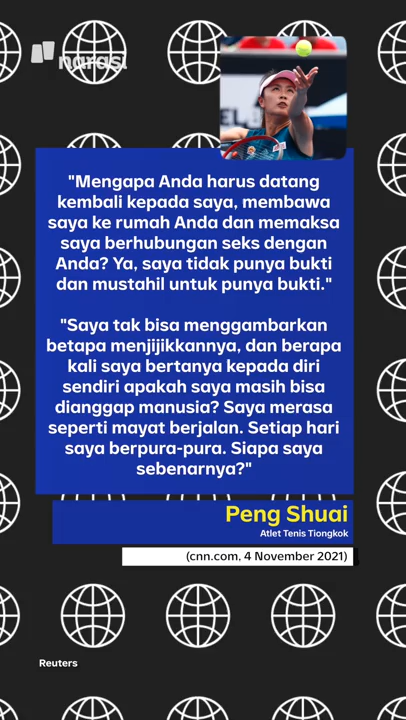 naras.
"Mengapa Anda harus datang
kembali kepada saya, membawa
saya ke rumah Anda dan memaksa
saya berhubungan seks dengan
Anda? Ya, saya tidak punya bukti
dan mustahil untuk punya bukti."
"Saya tak bisa menggambarkan
betapa menjijikkannya, dan berapa
kali saya bertanya kepada diri
sendiri apakah saya masih bisa
dianggap manusia? Saya merasa
seperti mayat berjalan. Setiap hari
saya berpura-pura. Siapa saya
sebenarnya?"
Peng Shuai
Atlet Tenis Tiongkok
(cnn.com, 4 November 2021)
Reuters